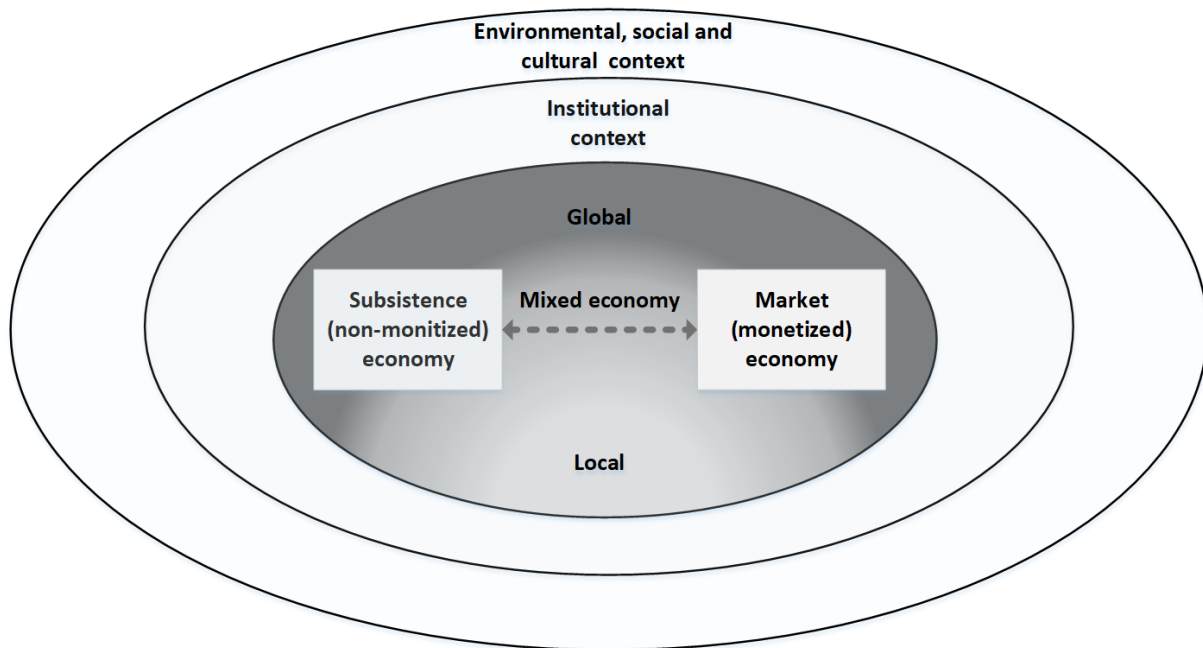 Environmental, social and
cultural context
Institutional
context
Global
Subsistence
(non-monitized)
economy
Mixed economy
Market
(monetized)
economy
Local